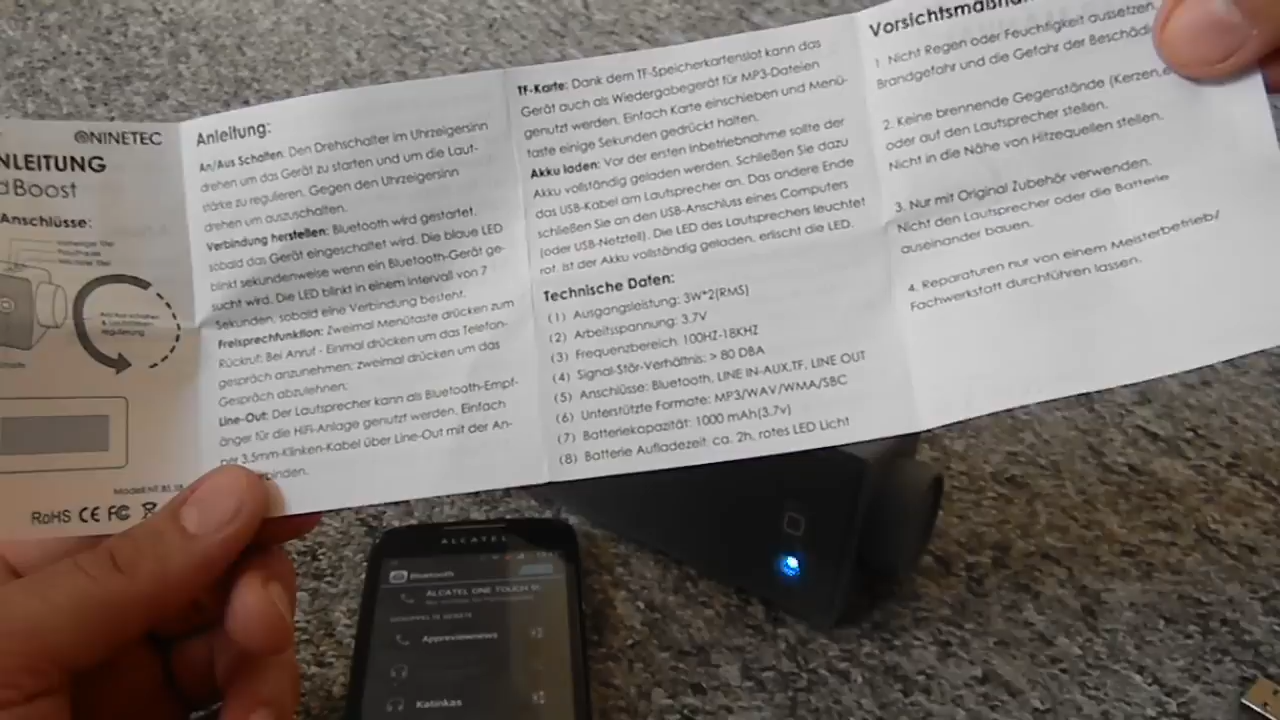 @NINETEC
NLEITUNG
dBoost
Anschlüsse:
RoHS CE FC
Anleitung:
An/Aus Schalten: Den Drehschalter im Uhrzeigersinn
drehen um das Gerät zu starten und um die Laut-
stärke zu regulieren. Gegen den Uhrzeigersinn
drehen um auszuschalten.
Verbindung herstellen: Bluetooth wird gestartet,
sobald das Gerät eingeschaltet wird. Die blaue LED
blinkt sekundenweise wenn ein Bluetooth-Gerät ge-
sucht wird. Die LED blinkt in einem Intervall von 7
Sekunden, sobald eine Verbindung besteht.
Freisprechfunktion: Zweimal Menütaste drücken zum
Rückruf; Bei Anruf - Einmal drücken um das Telefon-
gespräch anzunehmen; zweimal drücken um das
Gespräch abzulehnen;
Line-Out: Der Lautsprecher kann als Bluetooth-Empf-
änger für die HiFi-Anlage genutzt werden. Einfach
per 3,5mm-Klinken-Kabel über Line-Out mit der An-
rbinden.
TF-Karte: Dank dem TF-Speicherkartenslot kann das
Gerät auch als Wiedergabegerät für MP3-Dateien
genutzt werden. Einfach Karte einschieben und Menü-
taste einige Sekunden gedrückt halten.
Akku laden: Vor der ersten Inbetriebnahme sollte der
Akku vollständig geladen werden. Schließen Sie dazu
das USB-Kabel am Lautsprecher an. Das andere Ende
schließen Sie an den USB-Anschluss eines Computers
(oder USB-Netzteil). Die LED des Lautsprechers leuchtet
rot. Ist der Akku vollständig geladen, erlischt die LED.
Technische Daten:
(1) Ausgangsleistung: 3W*2(RMS)
(2) Arbeitsspannung: 3,7V
(3) Frequenzbereich: 100HZ-18KHZ
(4) Signal-Stör-Verhältnis: > 80 DBA
(5) Anschlüsse: Bluetooth, LINE IN-AUX,TF, LINE OUT
(6) Unterstützte Formate: MP3/WAV/WMA/SBC
(7) Batteriekapazität: 1000 mAh(3.7v)
(8) Batterie Aufladezeit: ca. 2h, rotes LED Licht
Vorsichtsmaßn
1. Nicht Regen oder Feuchtigkeit aussetzen,
Brandgefahr und die Gefahr der Beschädi
2. Keine brennende Gegenstände (Kerzen,
oder auf den Lautsprecher stellen.
Nicht in die Nähe von Hitzequellen stellen.
3. Nur mit Original Zubehör verwenden.
Nicht den Lautsprecher oder die Batterie
auseinander bauen.
4. Reparaturen nur von einem Meisterbetrieb/
Fachwerkstatt durchführen lassen.
ALCATEL
Bluetooth
ALCATEL ONE TOUCH
Appreviewnews
Katinkas